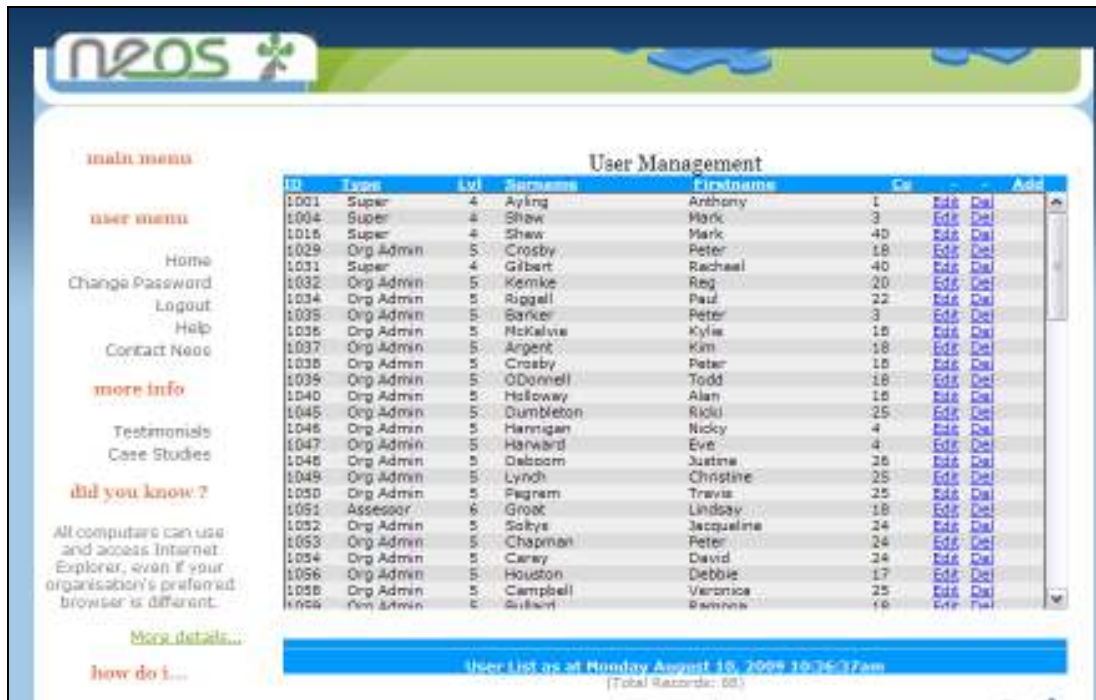 neos
main menu
user menu
Home
Change Password
Logout
Help
Contact Neos
more info
Testimonials
Case Studies
did you know ?
All computers can use
and access Internet
Explorer, even if your
organisation's preferred
browser is different.
More details...
how do i...
User Management
ID Type Lvl Surname Firstname Co - - Add
1001 Super 4 Ayling Anthony 1 Edit Del
1004 Super 4 Shaw Mark 3 Edit Del
1016 Super 4 Shaw Mark 40 Edit Del
1029 Org Admin 5 Crosby Peter 18 Edit Del
1031 Super 4 Gilbert Rachael 40 Edit Del
1032 Org Admin 5 Kemke Reg 20 Edit Del
1034 Org Admin 5 Riggall Paul 22 Edit Del
1035 Org Admin 5 Barker Peter 3 Edit Del
1036 Org Admin 5 McKelvie Kylie 18 Edit Del
1037 Org Admin 5 Argent Kim 18 Edit Del
1038 Org Admin 5 Crosby Peter 18 Edit Del
1039 Org Admin 5 ODonnell Todd 18 Edit Del
1040 Org Admin 5 Holloway Alan 18 Edit Del
1045 Org Admin 5 Dumbleton Ricki 25 Edit Del
1046 Org Admin 5 Hannigan Nicky 4 Edit Del
1047 Org Admin 5 Harward Eve 4 Edit Del
1048 Org Admin 5 Deboom Justine 26 Edit Del
1049 Org Admin 5 Lynch Christine 25 Edit Del
1050 Org Admin 5 Pegrem Travis 25 Edit Del
1051 Assessor 6 Groat Lindsay 18 Edit Del
1052 Org Admin 5 Soltys Jacqueline 24 Edit Del
1053 Org Admin 5 Chapman Peter 24 Edit Del
1054 Org Admin 5 Carey David 24 Edit Del
1056 Org Admin 5 Houston Debbie 17 Edit Del
1058 Org Admin 5 Campbell Veronica 25 Edit Del
1059 Org Admin 5 Bullard Ramona 18 Edit Del
User List as at Monday August 10, 2009 10:36:37am
(Total Records: 68)